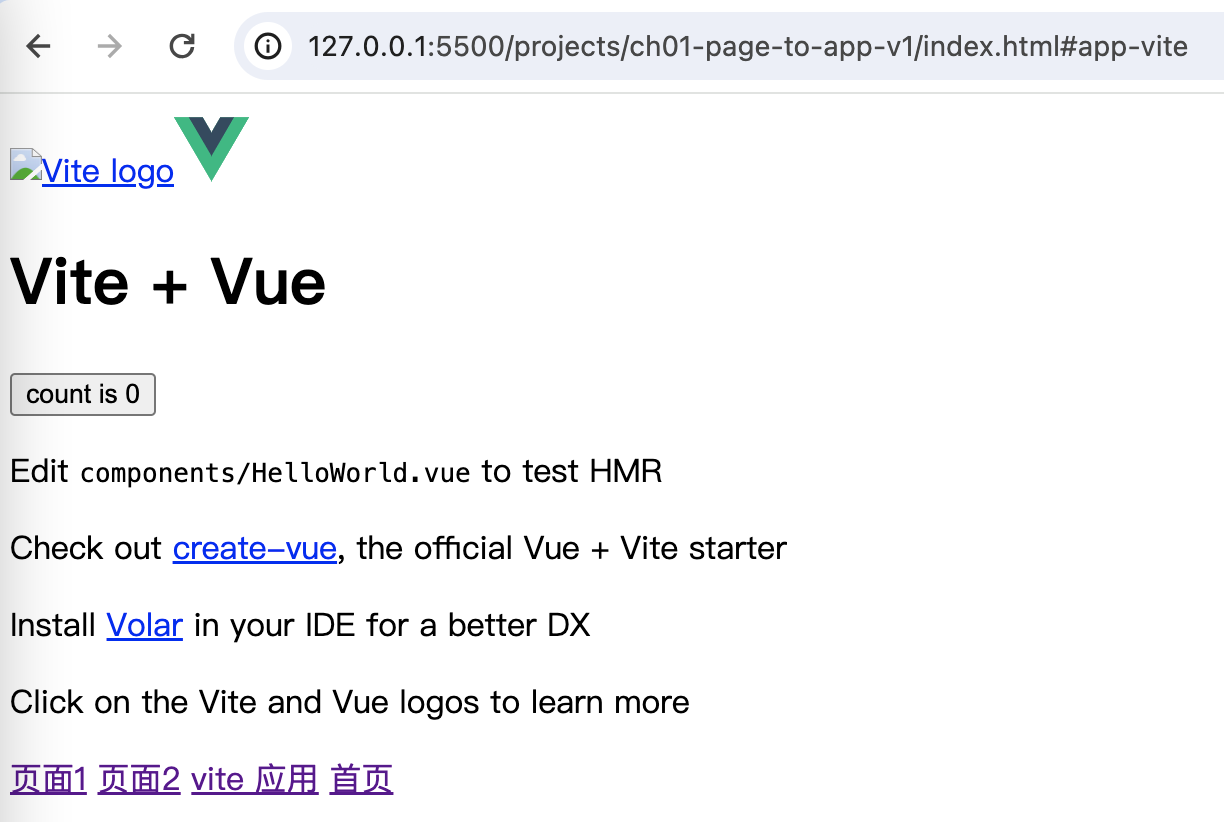 127.0.0.1:5500/projects/ch01-page-to-app-v1/index.html#app-vite
Vite logo
Vite + Vue
count is 0
Edit components/HelloWorld.vue to test HMR
Check out create-vue, the official Vue + Vite starter
Install Volar in your IDE for a better DX
Click on the Vite and Vue logos to learn more
页面1 页面2 vite 应用 首页